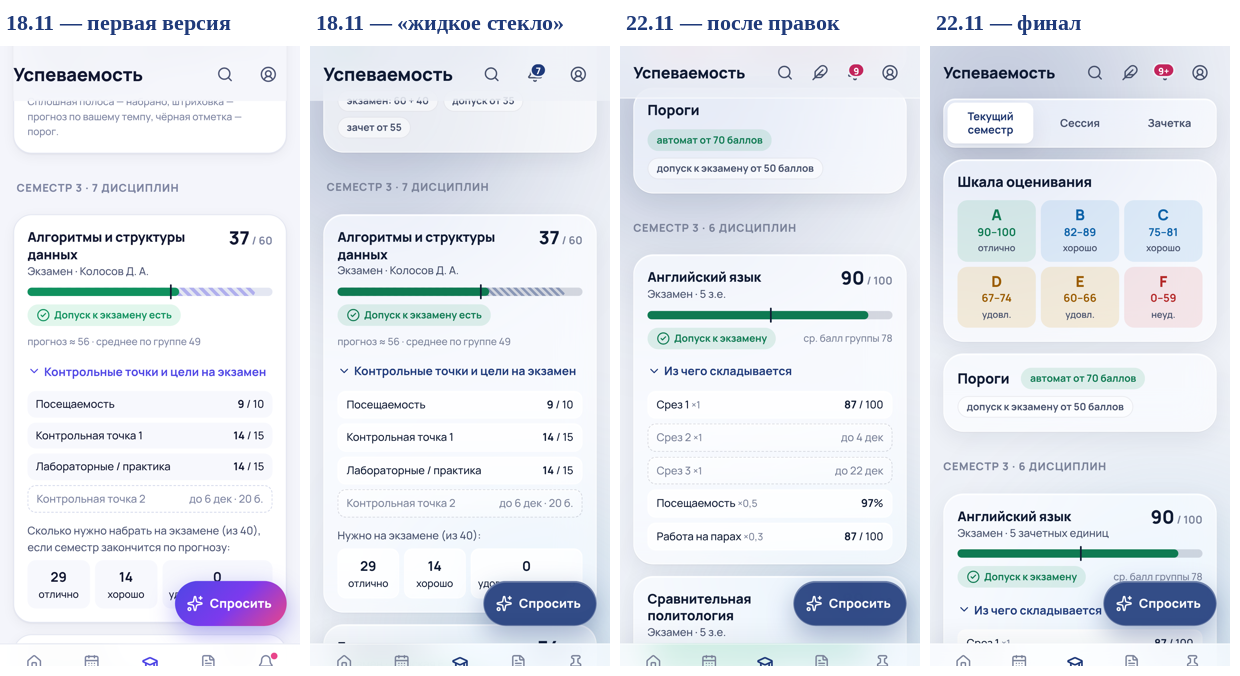 18.11 — первая версия
Успеваемость
Сплошная полоса — набрано, штриховка —
прогноз по вашему темпу, чёрная отметка —
порог.
СЕМЕСТР 3 · 7 ДИСЦИПЛИН
Алгоритмы и структуры
данных
37 / 60
Экзамен · Колосов Д. А.
Допуск к экзамену есть
прогноз ≈ 56 · среднее по группе 49
Контрольные точки и цели на экзамен
Посещаемость 9 / 10
Контрольная точка 1 14 / 15
Лабораторные / практика 14 / 15
Контрольная точка 2 до 6 дек · 20 б.
Сколько нужно набрать на экзамене (из 40),
если семестр закончится по прогнозу:
29 14 0
отлично хорошо
Спросить
18.11 — «жидкое стекло»
Успеваемость 7
экзамен: 60 + 40 допуск от 35
зачет от 55
СЕМЕСТР 3 · 7 ДИСЦИПЛИН
Алгоритмы и структуры
данных
37 / 60
Экзамен · Колосов Д. А.
Допуск к экзамену есть
прогноз ≈ 56 · среднее по группе 49
Контрольные точки и цели на экзамен
Посещаемость 9 / 10
Контрольная точка 1 14 / 15
Лабораторные / практика 14 / 15
Контрольная точка 2 до 6 дек · 20 б.
Нужно на экзамене (из 40):
29 14 0
отлично хорошо
Спросить
22.11 — после правок
Успеваемость 9
Пороги
автомат от 70 баллов
допуск к экзамену от 50 баллов
СЕМЕСТР 3 · 6 ДИСЦИПЛИН
Английский язык 90 / 100
Экзамен · 5 з.е.
Допуск к экзамену ср. балл группы 78
Из чего складывается
Срез 1 ×1 87 / 100
Срез 2 ×1 до 4 дек
Срез 3 ×1 до 22 дек
Посещаемость ×0,5 97%
Работа на парах ×0,3 87 / 100
Сравнительная
политология
Экзамен · 5 з.е.
Спросить
22.11 — финал
Успеваемость 9+
Текущий
семестр
Сессия
Зачетка
Шкала оценивания
A B C
90–100 82–89 75–81
отлично хорошо хорошо
D E F
67–74 60–66 0–59
удовл. удовл. неуд.
Пороги автомат от 70 баллов
допуск к экзамену от 50 баллов
СЕМЕСТР 3 · 6 ДИСЦИПЛИН
Английский язык 90 / 100
Экзамен · 5 зачетных единиц
Допуск к экзамену ср. балл группы 78
Из чего складывается
Спросить
Срез 1 ×1 87 / 100